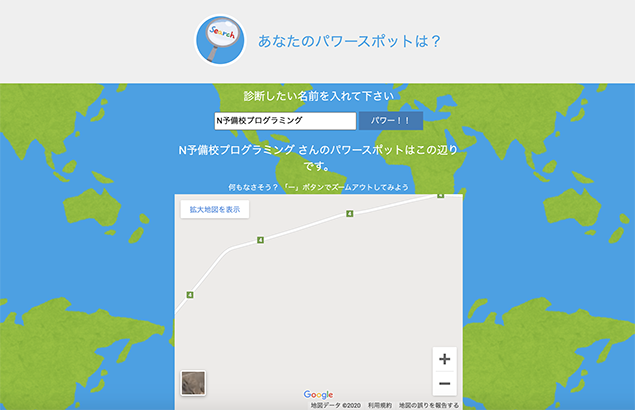 Search
あなたのパワースポットは？
診断したい名前を入れて下さい
N予備校プログラミング
パワー！！
N予備校プログラミング さんのパワースポットはこの辺り
です。
何もなさそう？「ー」ボタンでズームアウトしてみよう
拡大地図を表示
4
4
4
4
Google
地図データ ©2020 利用規約 地図の誤りを報告する